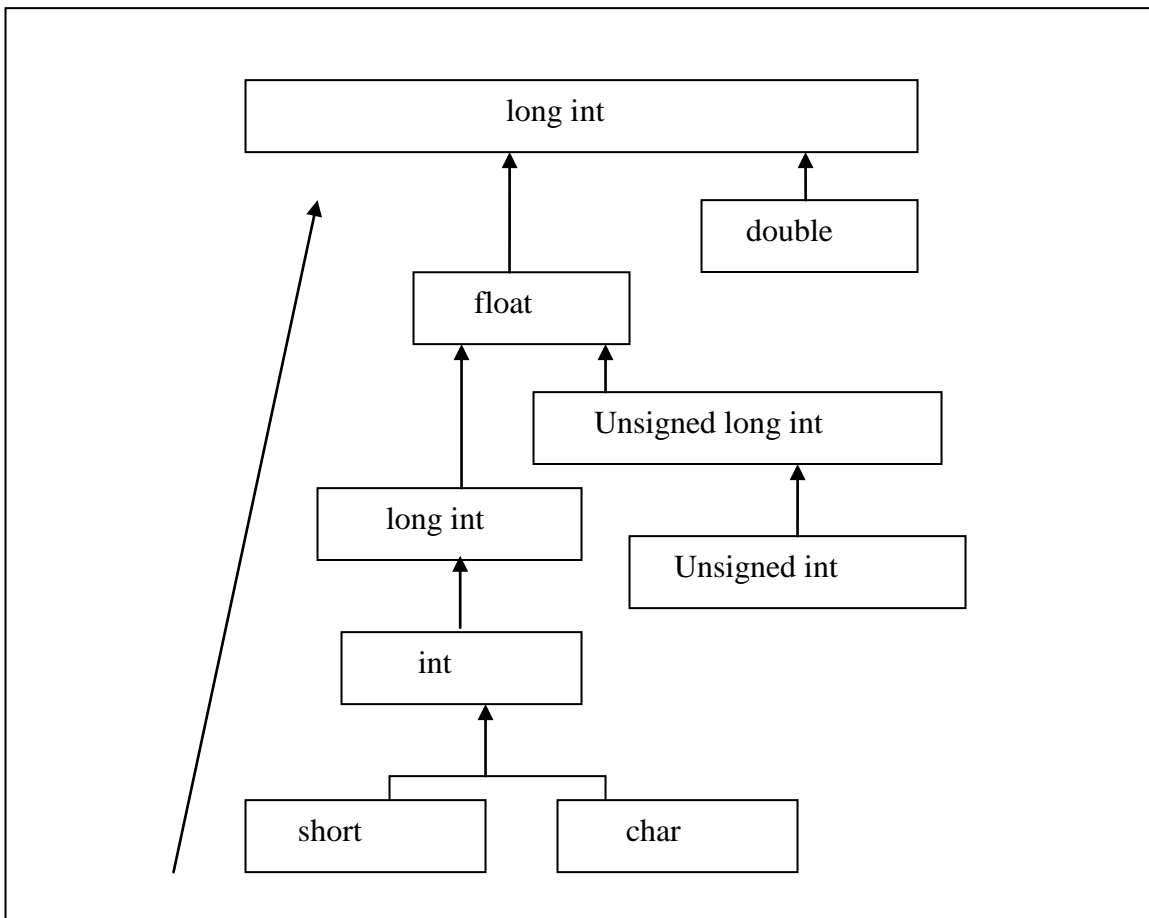 long int
double
float
Unsigned long int
long int
Unsigned int
int
short
char